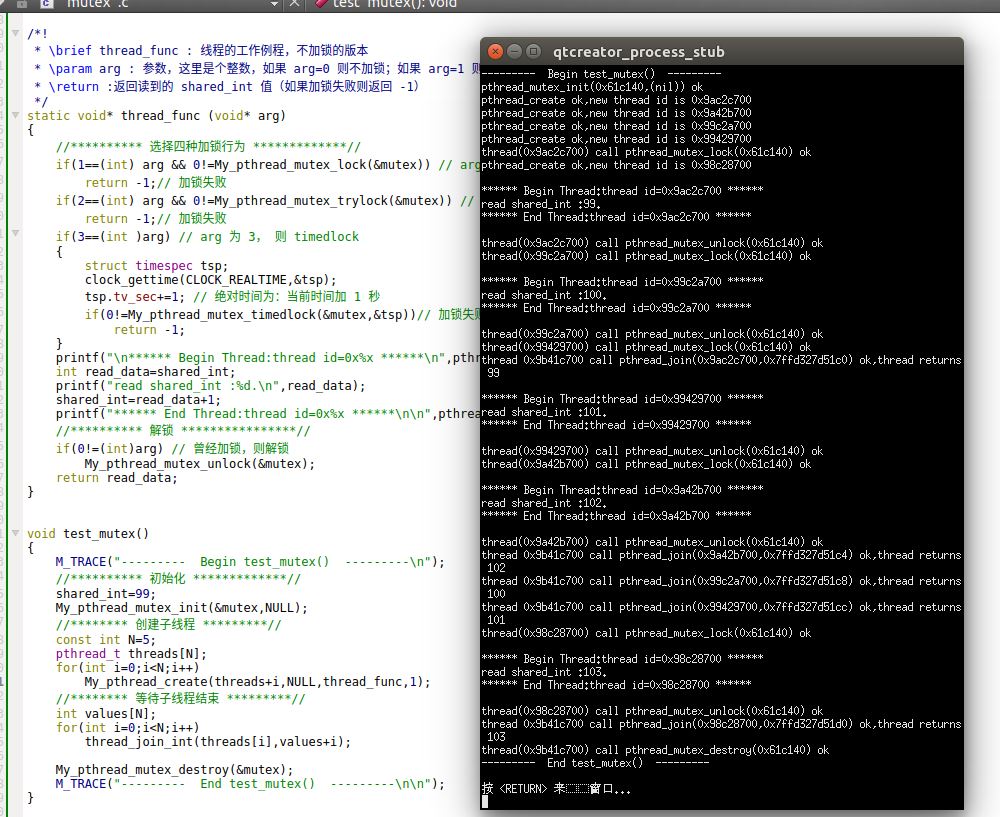 mutex .c
test_mutex(): void
/*!
 * \brief thread_func : 线程的工作例程，不加锁的版本
 * \param arg : 参数，这里是个整数，如果 arg=0 则不加锁；如果 arg=1 则
 * \return :返回读到的 shared_int 值（如果加锁失败则返回 -1）
 */
static void* thread_func (void* arg)
{
    //********** 选择四种加锁行为 *************//
    if(1==(int) arg && 0!=My_pthread_mutex_lock(&mutex)) // arg
        return -1;// 加锁失败
    if(2==(int) arg && 0!=My_pthread_mutex_trylock(&mutex)) //
        return -1;// 加锁失败
    if(3==(int )arg) // arg 为 3， 则 timedlock
    {
        struct timespec tsp;
        clock_gettime(CLOCK_REALTIME,&tsp);
        tsp.tv_sec+=1; // 绝对时间为：当前时间加 1 秒
        if(0!=My_pthread_mutex_timedlock(&mutex,&tsp))// 加锁失败
            return -1;
    }
    printf("\n****** Begin Thread:thread id=0x%x ******\n",pthr
    int read_data=shared_int;
    printf("read shared_int :%d.\n",read_data);
    shared_int=read_data+1;
    printf("****** End Thread:thread id=0x%x ******\n\n",pthrea
    //********** 解锁 ****************//
    if(0!=(int)arg) // 曾经加锁，则解锁
        My_pthread_mutex_unlock(&mutex);
    return read_data;
}
void test_mutex()
{
    M_TRACE("---------  Begin test_mutex()  ---------\n");
    //********** 初始化 *************//
    shared_int=99;
    My_pthread_mutex_init(&mutex,NULL);
    //******** 创建子线程 *********//
    const int N=5;
    pthread_t threads[N];
    for(int i=0;i<N;i++)
        My_pthread_create(threads+i,NULL,thread_func,1);
    //******** 等待子线程结束 *********//
    int values[N];
    for(int i=0;i<N;i++)
        thread_join_int(threads[i],values+i);
    My_pthread_mutex_destroy(&mutex);
    M_TRACE("---------  End test_mutex()  ---------\n\n");
}
qtcreator_process_stub
---------  Begin test_mutex()  ---------
pthread_mutex_init(0x61c140,(nil)) ok
pthread_create ok,new thread id is 0x9ac2c700
pthread_create ok,new thread id is 0x9a42b700
pthread_create ok,new thread id is 0x99c2a700
pthread_create ok,new thread id is 0x99429700
thread(0x9ac2c700) call pthread_mutex_lock(0x61c140) ok
pthread_create ok,new thread id is 0x98c28700
****** Begin Thread:thread id=0x9ac2c700 ******
read shared_int :99.
****** End Thread:thread id=0x9ac2c700 ******
thread(0x9ac2c700) call pthread_mutex_unlock(0x61c140) ok
thread(0x99c2a700) call pthread_mutex_lock(0x61c140) ok
****** Begin Thread:thread id=0x99c2a700 ******
read shared_int :100.
****** End Thread:thread id=0x99c2a700 ******
thread(0x99c2a700) call pthread_mutex_unlock(0x61c140) ok
thread(0x99429700) call pthread_mutex_lock(0x61c140) ok
thread 0x9b41c700 call pthread_join(0x9ac2c700,0x7ffd327d51c0) ok,thread returns
 99
****** Begin Thread:thread id=0x99429700 ******
read shared_int :101.
****** End Thread:thread id=0x99429700 ******
thread(0x99429700) call pthread_mutex_unlock(0x61c140) ok
thread(0x9a42b700) call pthread_mutex_lock(0x61c140) ok
****** Begin Thread:thread id=0x9a42b700 ******
read shared_int :102.
****** End Thread:thread id=0x9a42b700 ******
thread(0x9a42b700) call pthread_mutex_unlock(0x61c140) ok
thread 0x9b41c700 call pthread_join(0x9a42b700,0x7ffd327d51c4) ok,thread returns
 102
thread 0x9b41c700 call pthread_join(0x99c2a700,0x7ffd327d51c8) ok,thread returns
 100
thread 0x9b41c700 call pthread_join(0x99429700,0x7ffd327d51cc) ok,thread returns
 101
thread(0x98c28700) call pthread_mutex_lock(0x61c140) ok
****** Begin Thread:thread id=0x98c28700 ******
read shared_int :103.
****** End Thread:thread id=0x98c28700 ******
thread(0x98c28700) call pthread_mutex_unlock(0x61c140) ok
thread 0x9b41c700 call pthread_join(0x98c28700,0x7ffd327d51d0) ok,thread returns
 103
thread(0x9b41c700) call pthread_mutex_destroy(0x61c140) ok
---------  End test_mutex()  ---------
按 <RETURN> 来窗口...